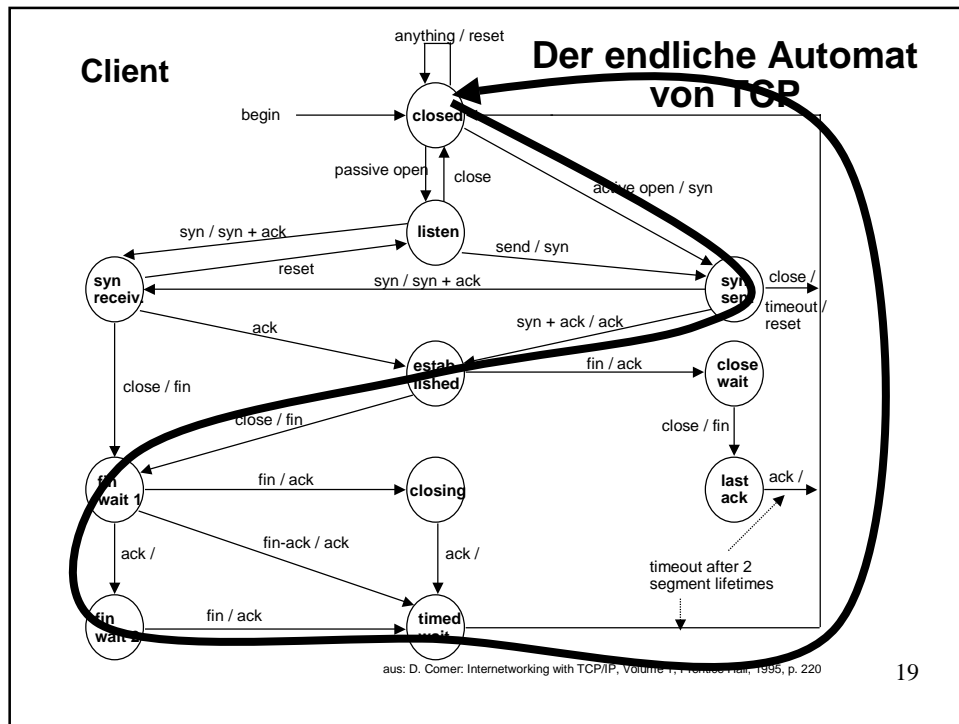 anything / reset
Client
Der endliche Automat
von TCP
begin
closed
passive open
close
active open / syn
listen
syn / syn + ack
send / syn
reset
syn
receiv.
syn / syn + ack
syn
sent
close /
timeout /
reset
ack
syn + ack / ack
estab
lished
fin / ack
close
wait
close / fin
close / fin
close / fin
fin
wait 1
fin / ack
closing
last
ack
ack /
fin-ack / ack
ack /
ack /
timeout after 2
segment lifetimes
fin
wait 2
fin / ack
timed
wait
aus: D. Comer: Internetworking with TCP/IP, Volume 1, Prentice Hall, 1995, p. 220
19